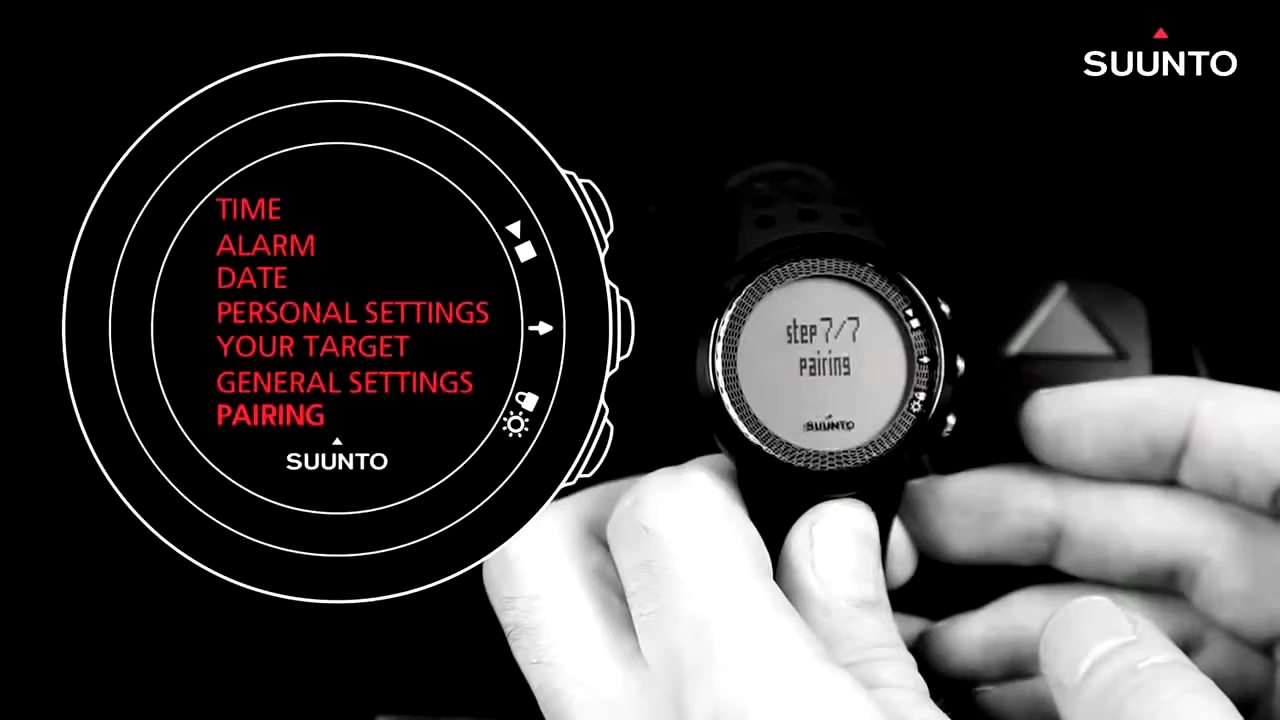 SUUNTO
TIME
ALARM
DATE
PERSONAL SETTINGS
YOUR TARGET
GENERAL SETTINGS
PAIRING
SUUNTO
step 7/7
pairing
SUUNTO